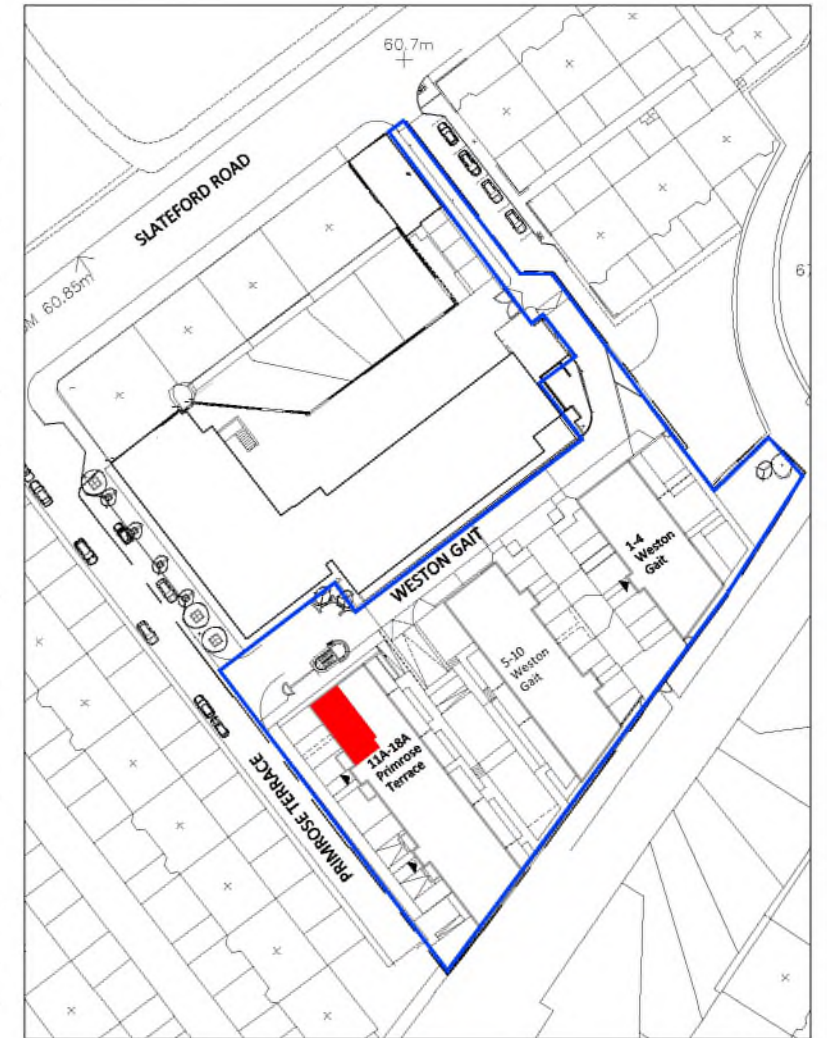 60.7m
SLATEFORD ROAD
M 60.85m
67
WESTON GAIT
1-4
Weston
Gait
5-10
Weston
Gait
11A-18A
Primrose
Terrace
PRIMROSE TERRACE